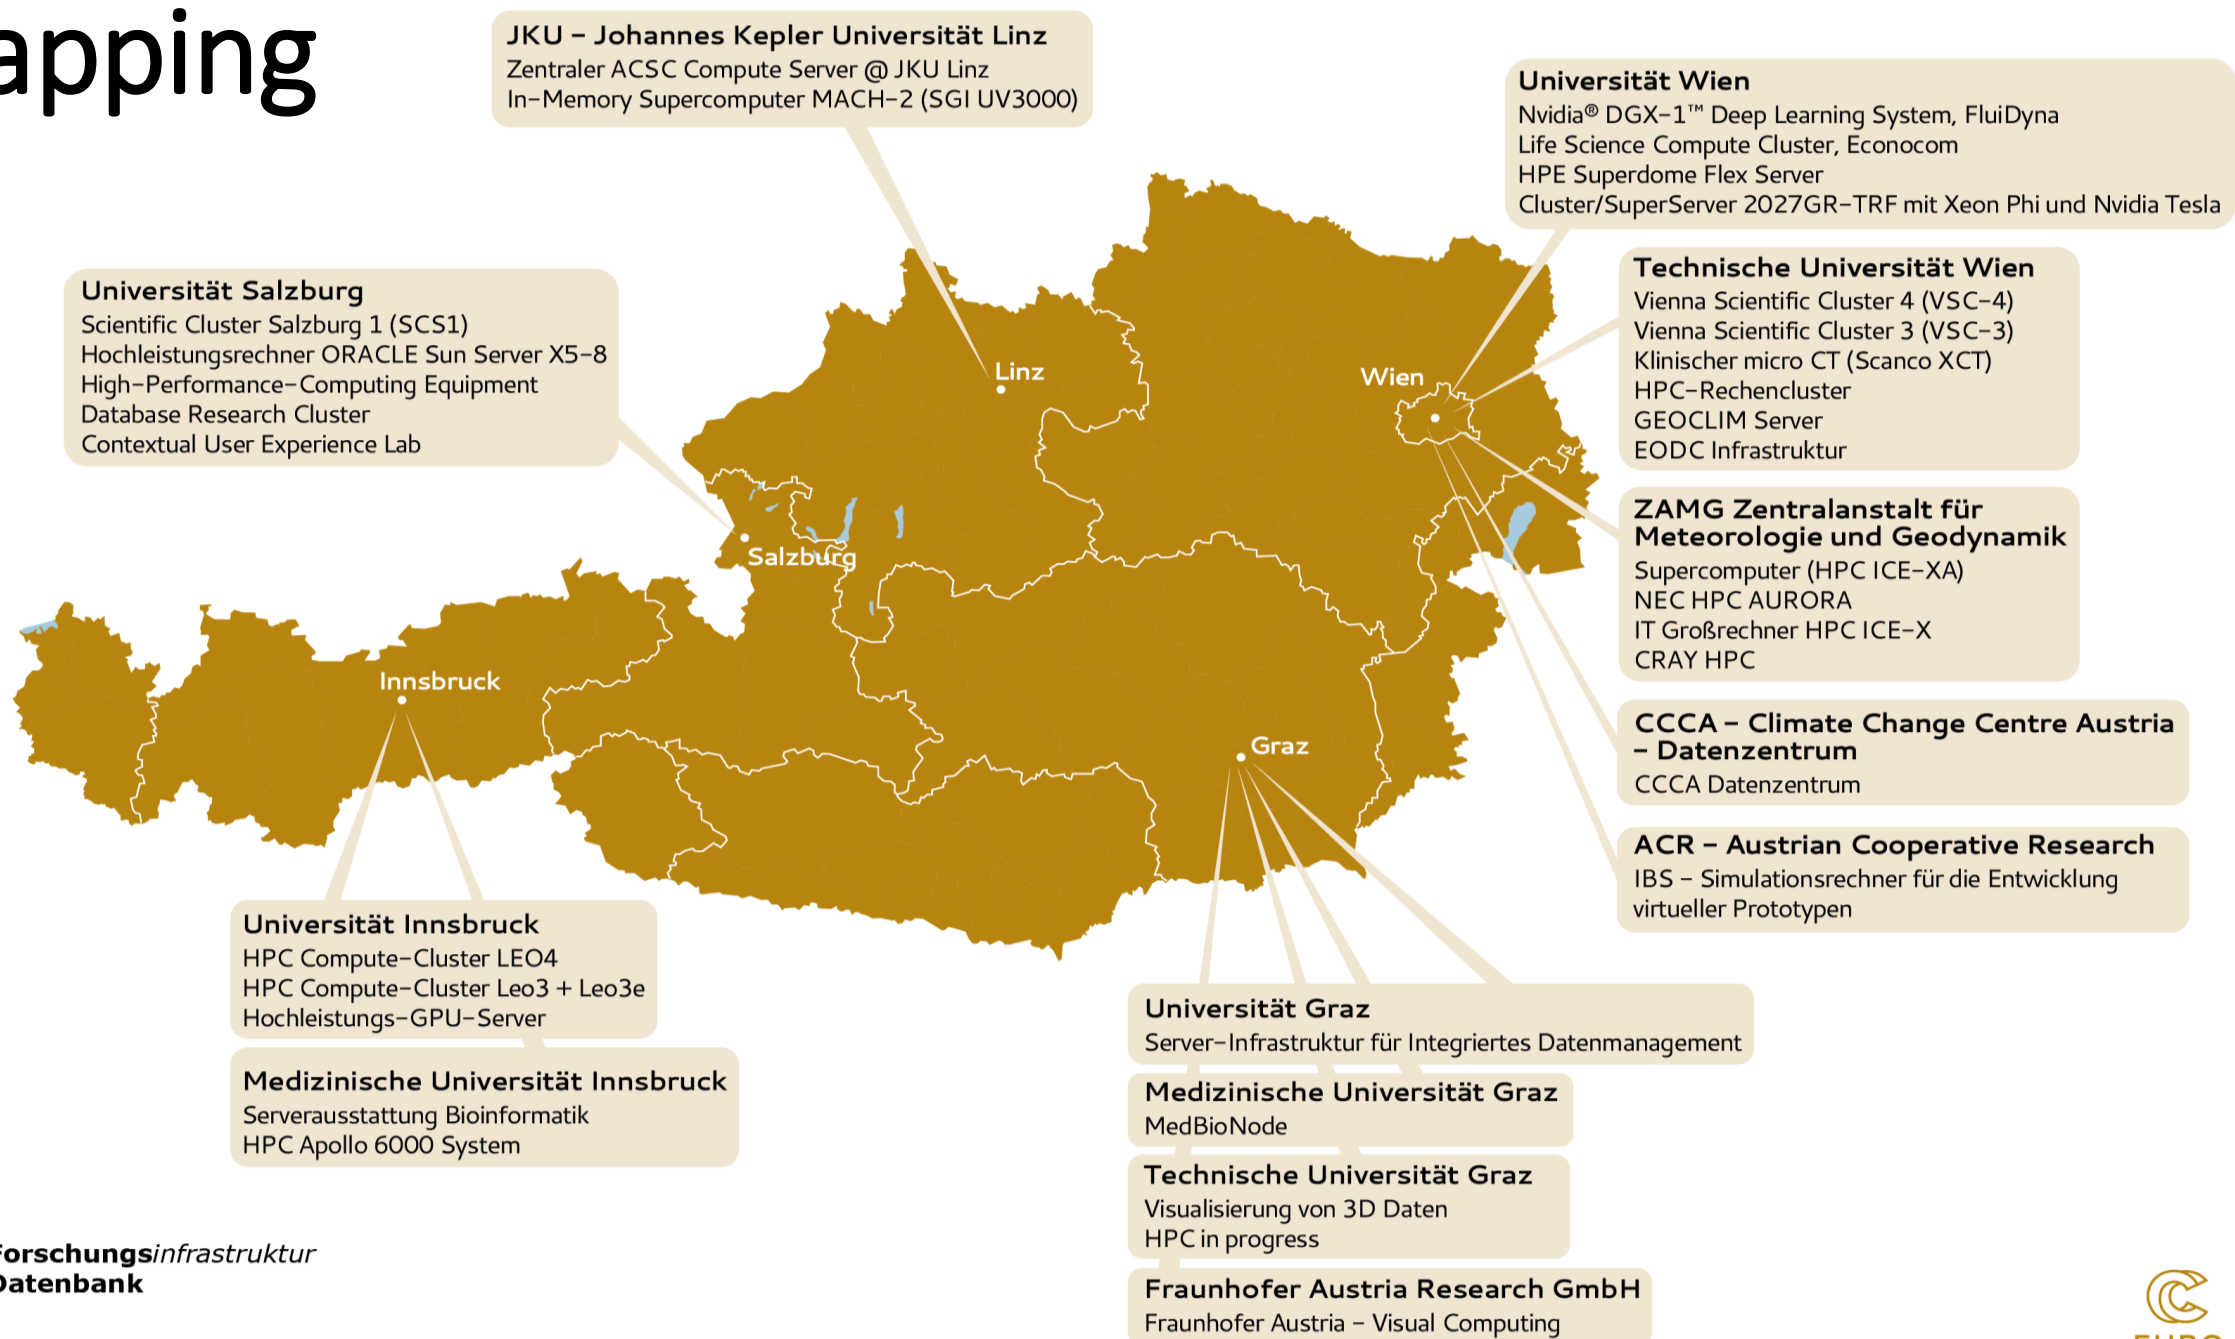 apping
JKU – Johannes Kepler Universität Linz
Zentraler ACSC Compute Server @ JKU Linz
In-Memory Supercomputer MACH-2 (SGI UV3000)
Universität Wien
Nvidia® DGX-1™ Deep Learning System, FluiDyna
Life Science Compute Cluster, Econocom
HPE Superdome Flex Server
Cluster/SuperServer 2027GR-TRF mit Xeon Phi und Nvidia Tesla
Universität Salzburg
Scientific Cluster Salzburg 1 (SCS1)
Hochleistungsrechner ORACLE Sun Server X5-8
High-Performance-Computing Equipment
Database Research Cluster
Contextual User Experience Lab
Technische Universität Wien
Vienna Scientific Cluster 4 (VSC-4)
Vienna Scientific Cluster 3 (VSC-3)
Klinischer micro CT (Scanco XCT)
HPC-Rechencluster
GEOCLIM Server
EODC Infrastruktur
Linz
Wien
Salzburg
Innsbruck
Graz
ZAMG Zentralanstalt für
Meteorologie und Geodynamik
Supercomputer (HPC ICE-XA)
NEC HPC AURORA
IT Großrechner HPC ICE-X
CRAY HPC
CCCA – Climate Change Centre Austria
– Datenzentrum
CCCA Datenzentrum
ACR – Austrian Cooperative Research
IBS – Simulationsrechner für die Entwicklung
virtueller Prototypen
Universität Innsbruck
HPC Compute-Cluster LEO4
HPC Compute-Cluster Leo3 + Leo3e
Hochleistungs-GPU-Server
Medizinische Universität Innsbruck
Serverausstattung Bioinformatik
HPC Apollo 6000 System
Universität Graz
Server-Infrastruktur für Integriertes Datenmanagement
Medizinische Universität Graz
MedBioNode
Technische Universität Graz
Visualisierung von 3D Daten
HPC in progress
Fraunhofer Austria Research GmbH
Fraunhofer Austria – Visual Computing
Forschungsinfrastruktur
Datenbank